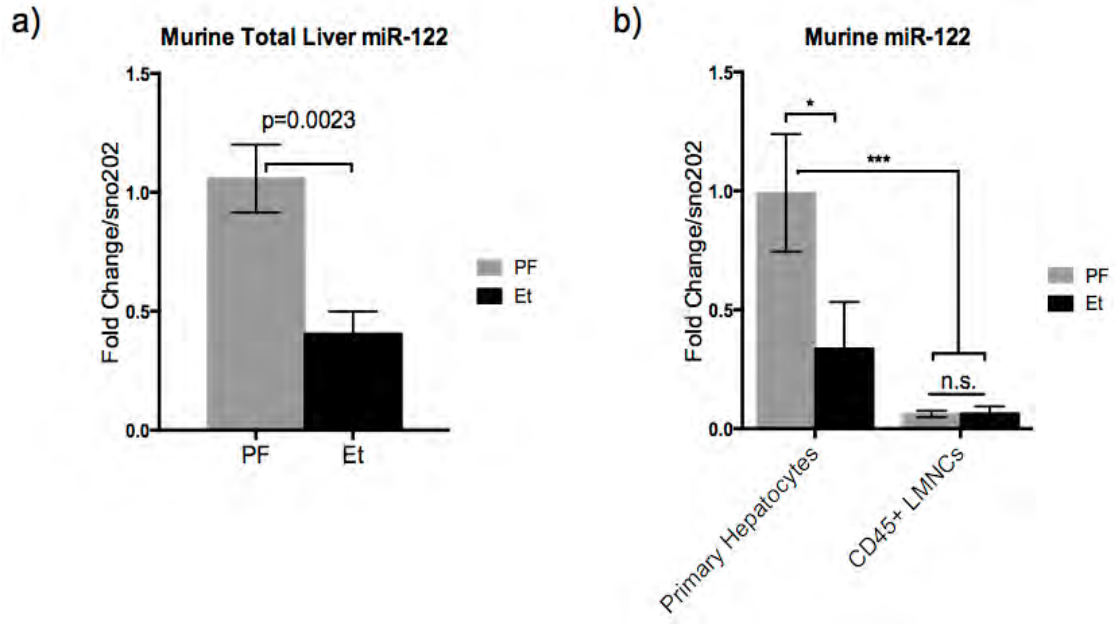 a)
Murine Total Liver miR-122
Fold Change/sno202
1.5
1.0
0.5
0.0
p=0.0023
PF
Et
PF
Et
b)
Murine miR-122
Fold Change/sno202
1.5
1.0
0.5
0.0
*
***
n.s.
Primary Hepatocytes
CD45+ LMNCs
PF
Et